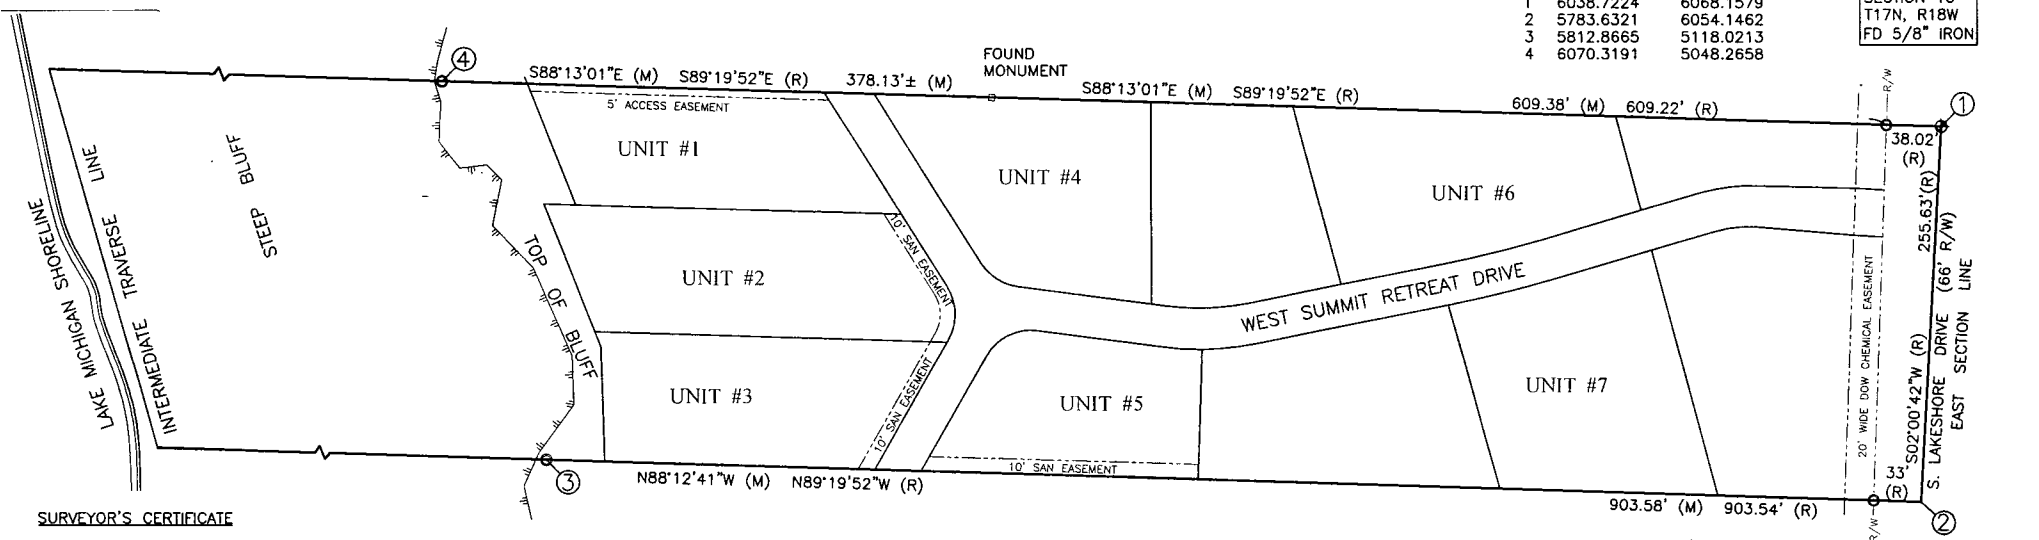 1 6038.7224 6068.1579
2 5783.6321 6054.1462
3 5812.8665 5118.0213
4 6070.3191 5048.2658
T17N, R18W
FD 5/8" IRON
FOUND
MONUMENT
4
S88°13'01"E (M) S89°19'52"E (R) 378.13'± (M)
S88°13'01"E (M) S89°19'52"E (R)
609.38' (M) 609.22' (R)
R/W
1
38.02'
(R)
5' ACCESS EASEMENT
UNIT #1
UNIT #4
UNIT #6
STEEP BLUFF
LAKE MICHIGAN SHORELINE
INTERMEDIATE TRAVERSE LINE
TOP OF BLUFF
UNIT #2
10' SAN EASEMENT
WEST SUMMIT RETREAT DRIVE
20' WIDE DOW CHEMICAL EASEMENT
255.63'(R)
S02°00'42"W (R)
S. LAKESHORE DRIVE (66' R/W)
EAST SECTION LINE
UNIT #3
10' SAN EASEMENT
UNIT #5
UNIT #7
10' SAN EASEMENT
3
N88°12'41"W (M) N89°19'52"W (R)
903.58' (M) 903.54' (R)
33'
(R)
2
R/W
SURVEYOR'S CERTIFICATE